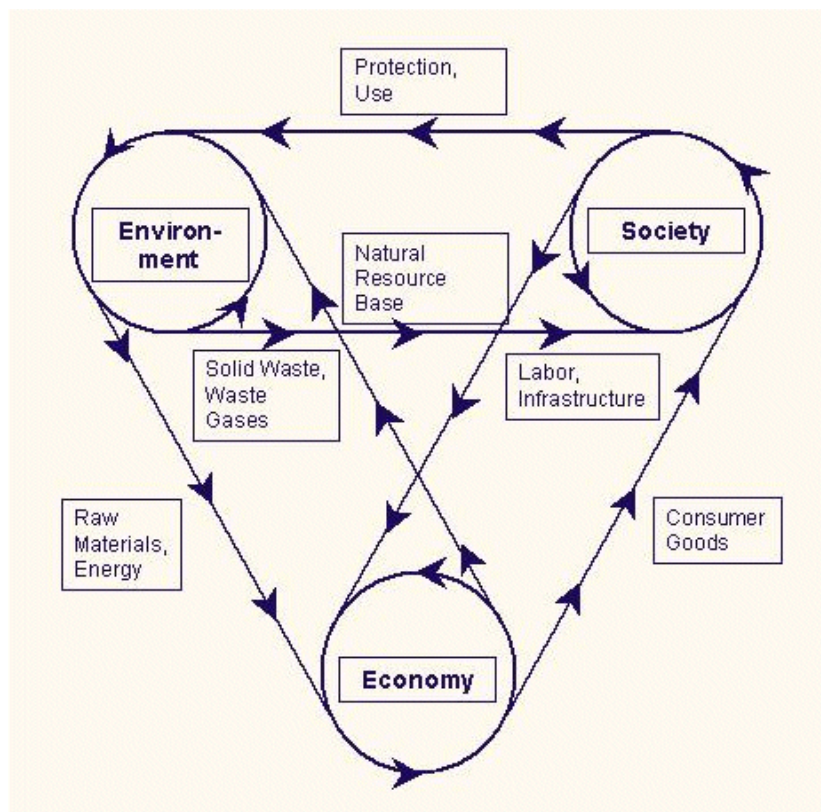 Protection,
Use
Environ-
ment
Society
Natural
Resource
Base
Solid Waste,
Waste
Gases
Labor,
Infrastructure
Raw
Materials,
Energy
Consumer
Goods
Economy